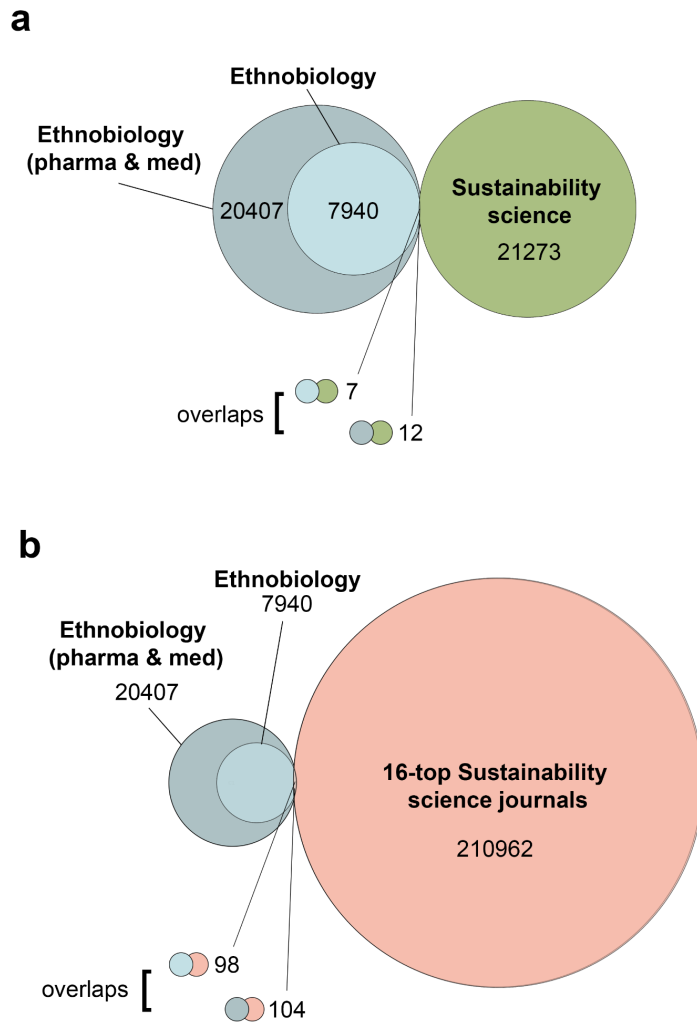 a
Ethnobiology
Ethnobiology
(pharma & med)
20407
7940
Sustainability
science
21273
overlaps
7
12
b
Ethnobiology
7940
Ethnobiology
(pharma & med)
20407
16-top Sustainability
science journals
210962
overlaps
98
104